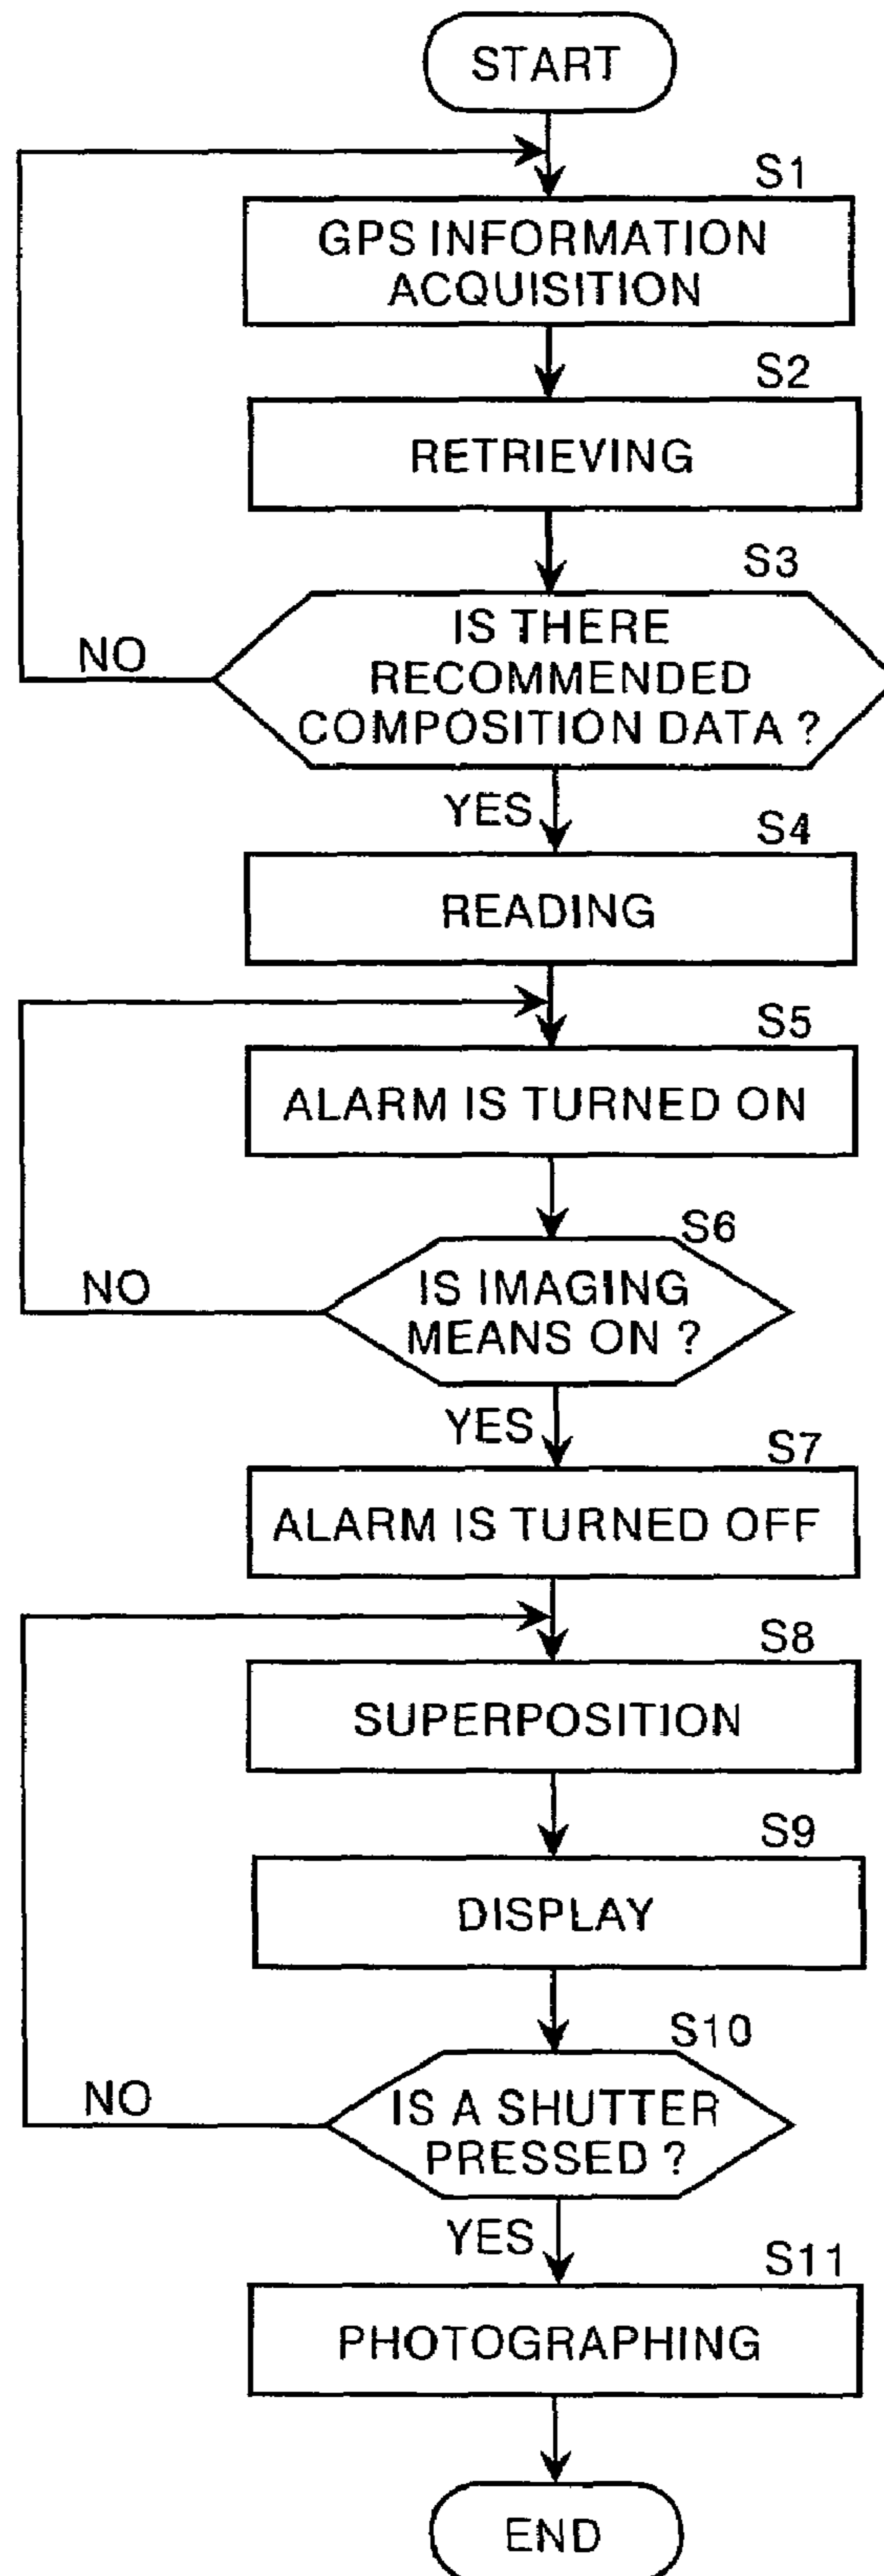 START
S1
GPS INFORMATION
ACQUISITION
S2
RETRIEVING
S3
IS THERE
RECOMMENDED
COMPOSITION DATA ?
NO
YES
S4
READING
S5
ALARM IS TURNED ON
S6
IS IMAGING
MEANS ON ?
NO
YES
S7
ALARM IS TURNED OFF
S8
SUPERPOSITION
S9
DISPLAY
S10
IS A SHUTTER
PRESSED ?
NO
YES
S11
PHOTOGRAPHING
END